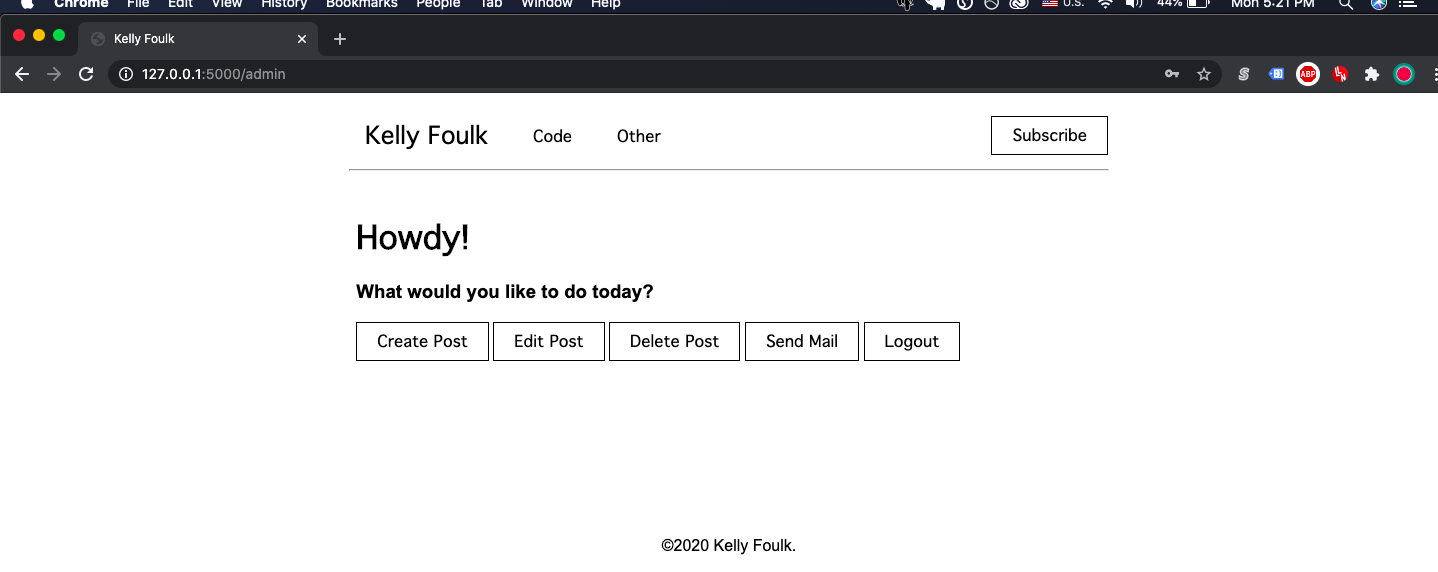 Chrome File Edit View History Bookmarks People Tab Window Help U.S. 44% Mon 5:21 PM
Kelly Foulk
127.0.0.1:5000/admin ABP
Kelly Foulk Code Other Subscribe
Howdy!
What would you like to do today?
Create Post Edit Post Delete Post Send Mail Logout
©2020 Kelly Foulk.